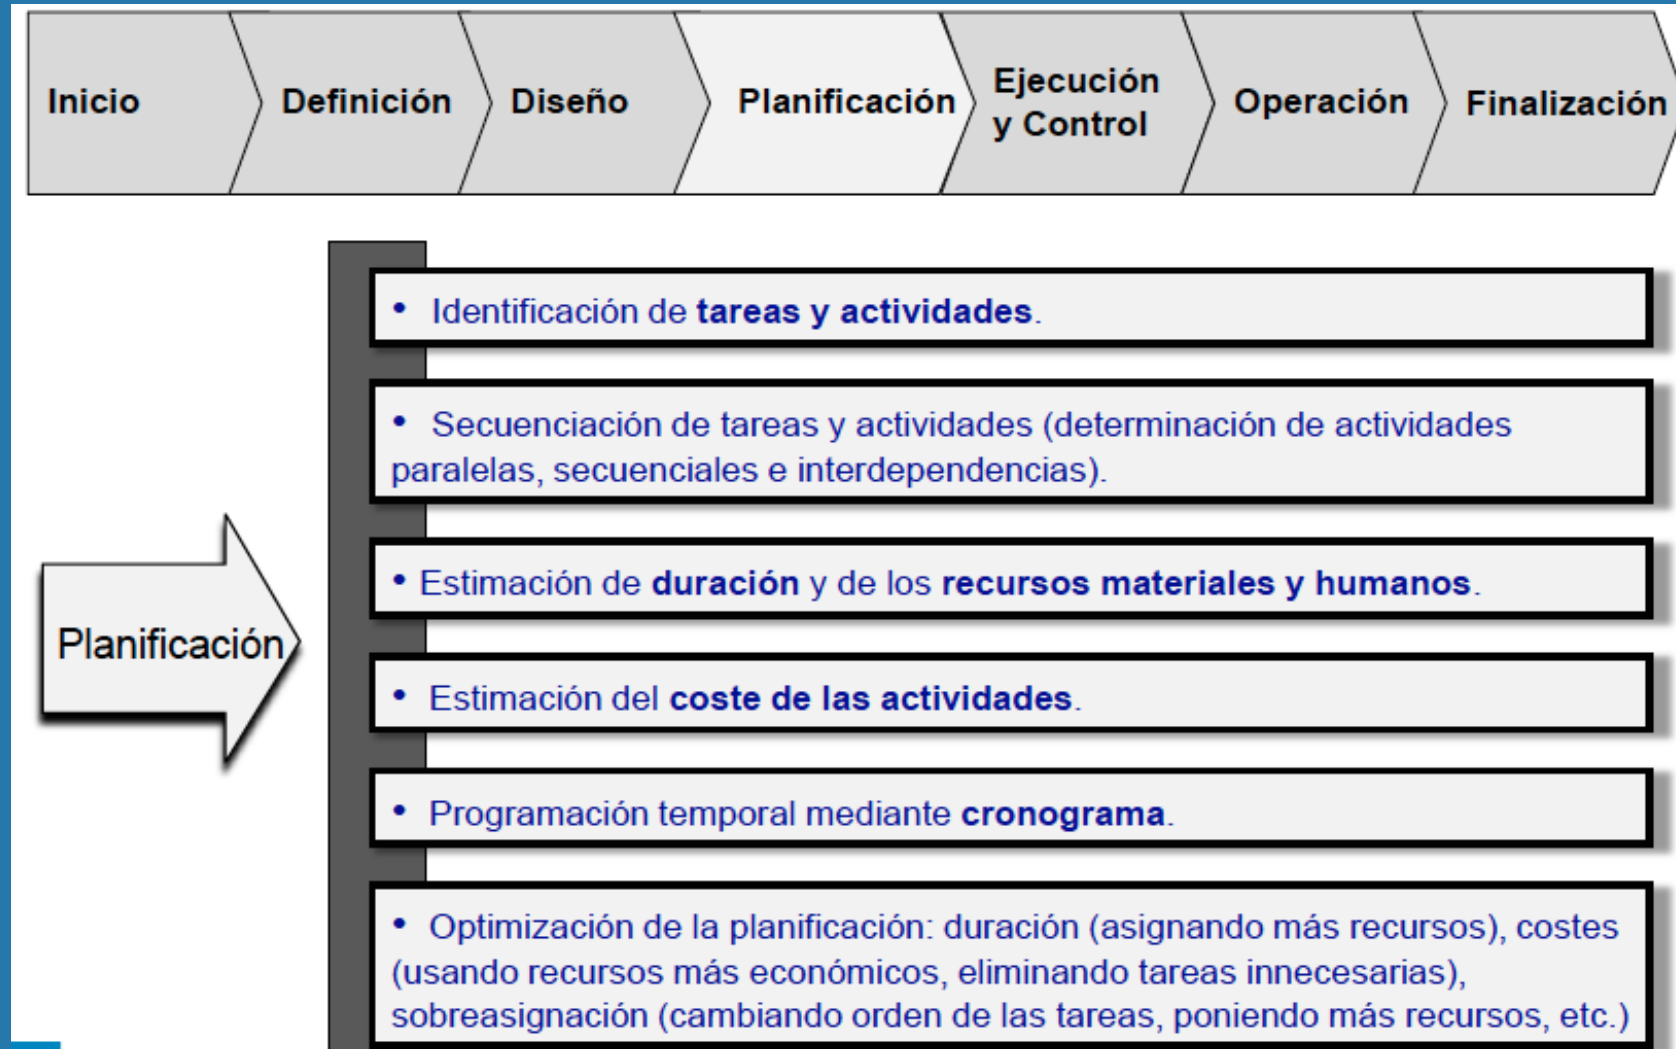 Inicio
Definición
Diseño
Planificación
Ejecución
y Control
Operación
Finalización
Planificación
• Identificación de tareas y actividades.
• Secuenciación de tareas y actividades (determinación de actividades
paralelas, secuenciales e interdependencias).
• Estimación de duración y de los recursos materiales y humanos.
• Estimación del coste de las actividades.
• Programación temporal mediante cronograma.
• Optimización de la planificación: duración (asignando más recursos), costes
(usando recursos más económicos, eliminando tareas innecesarias),
sobreasignación (cambiando orden de las tareas, poniendo más recursos, etc.)